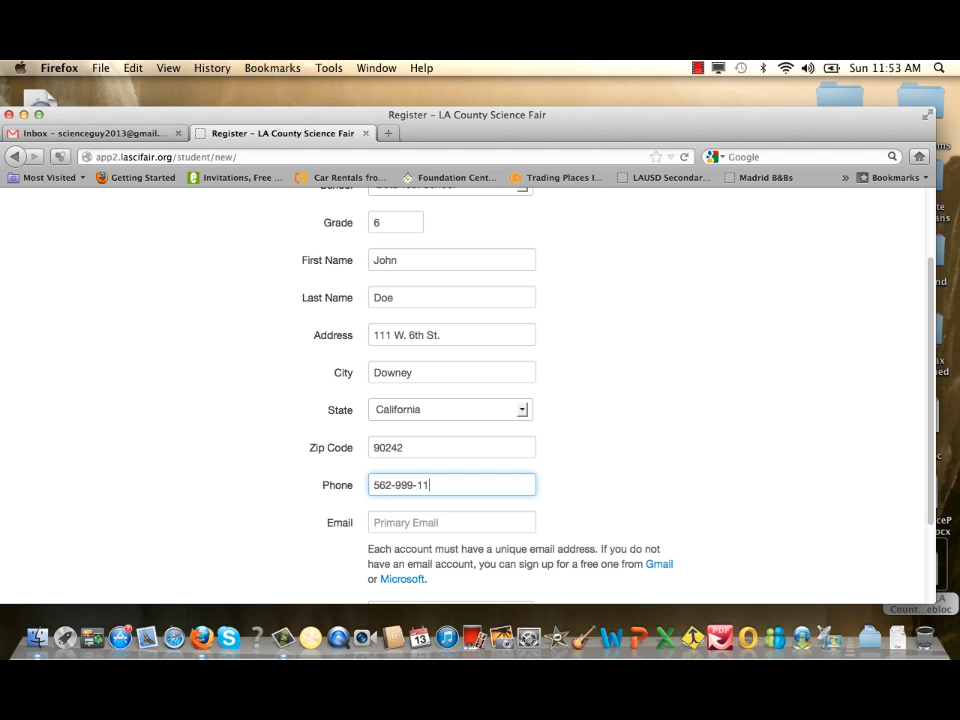 Firefox File Edit View History Bookmarks Tools Window Help Sun 11:53 AM
Register – LA County Science Fair
Inbox – scienceguy2013@gmail.... Register – LA County Science Fair
app2.lascifair.org/student/new/ Google
Most Visited Getting Started Invitations, Free ... Car Rentals fro... Foundation Cent... Trading Places I... LAUSD Secondar... Madrid B&Bs » Bookmarks
Grade 6
First Name John
Last Name Doe
Address 111 W. 6th St.
City Downey
State California
Zip Code 90242
Phone 562-999-11
Email Primary Email
Each account must have a unique email address. If you do not
have an email account, you can sign up for a free one from Gmail
or Microsoft.
Count...ebloc